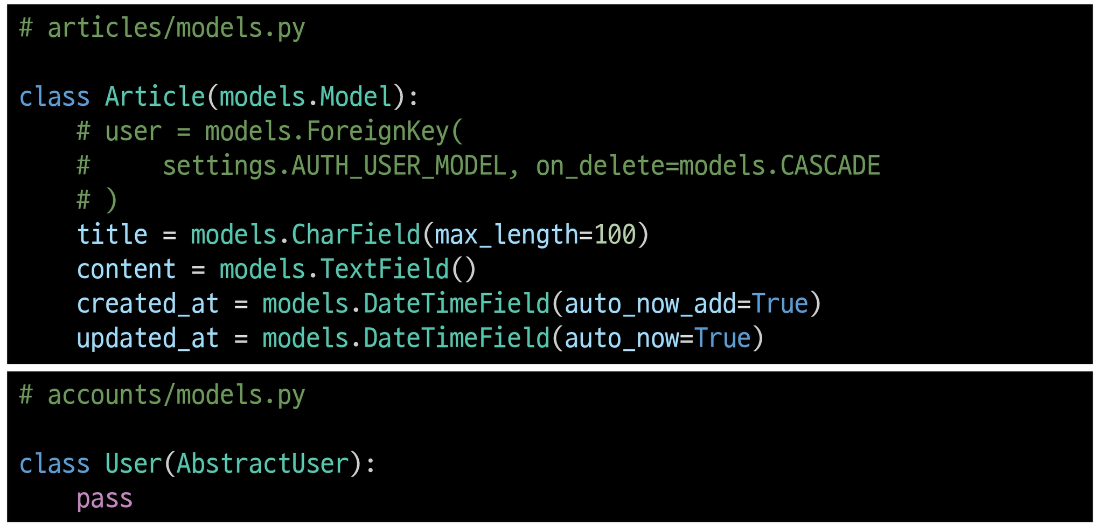 # articles/models.py
class Article(models.Model):
    # user = models.ForeignKey(
    #     settings.AUTH_USER_MODEL, on_delete=models.CASCADE
    # )
    title = models.CharField(max_length=100)
    content = models.TextField()
    created_at = models.DateTimeField(auto_now_add=True)
    updated_at = models.DateTimeField(auto_now=True)
# accounts/models.py
class User(AbstractUser):
    pass